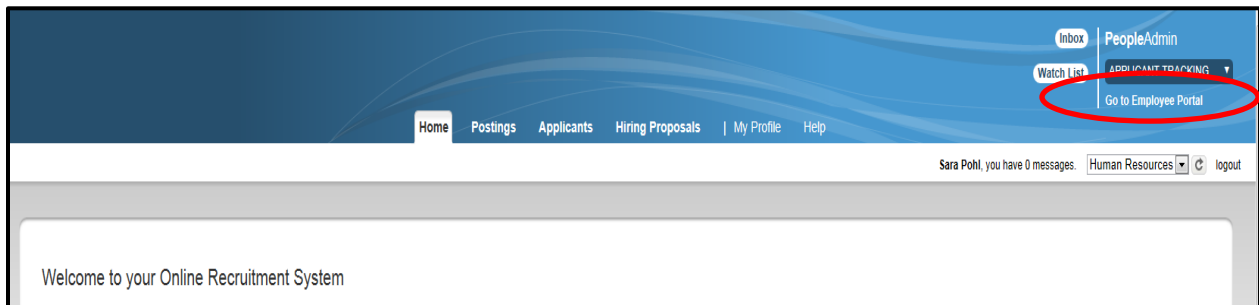 Inbox
PeopleAdmin
Watch List
APPLICANT TRACKING
Go to Employee Portal
Home Postings Applicants Hiring Proposals | My Profile Help
Sara Pohl, you have 0 messages. Human Resources logout
Welcome to your Online Recruitment System